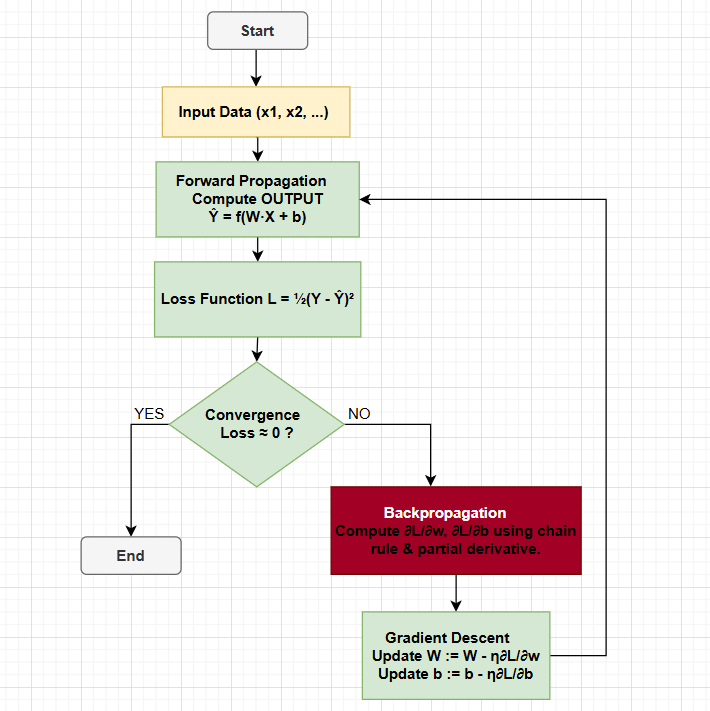 Start
Input Data (x1, x2, ...)
Forward Propagation
Compute OUTPUT
Ŷ = f(W·X + b)
Loss Function L = ½(Y - Ŷ)²
YES
NO
Convergence
Loss ≈ 0 ?
Backpropagation
Compute ∂L/∂w, ∂L/∂b using chain
rule & partial derivative.
End
Gradient Descent
Update W := W - η∂L/∂w
Update b := b - η∂L/∂b